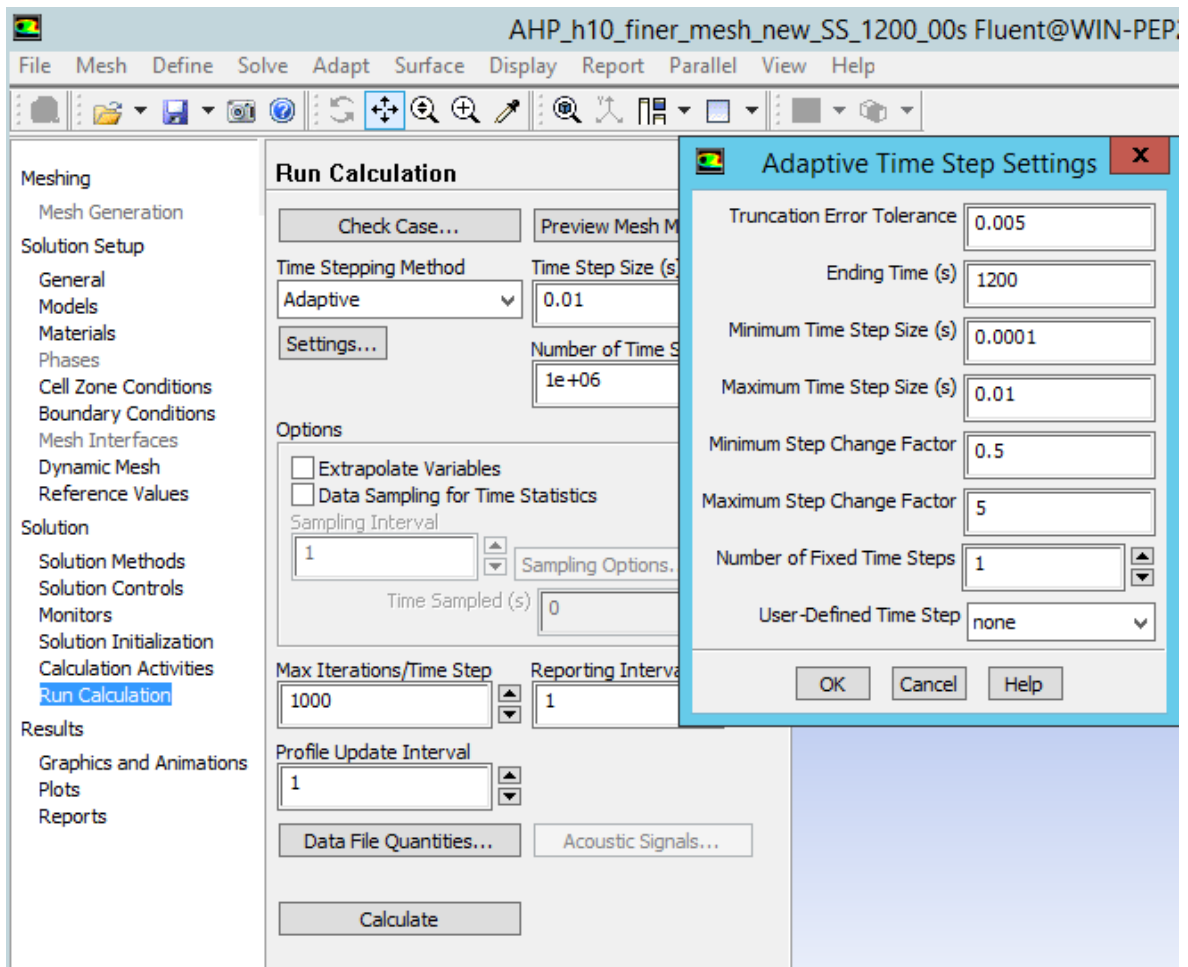 AHP_h10_finer_mesh_new_SS_1200_00s Fluent@WIN-PEP2
File Mesh Define Solve Adapt Surface Display Report Parallel View Help
Meshing
Mesh Generation
Solution Setup
General
Models
Materials
Phases
Cell Zone Conditions
Boundary Conditions
Mesh Interfaces
Dynamic Mesh
Reference Values
Solution
Solution Methods
Solution Controls
Monitors
Solution Initialization
Calculation Activities
Run Calculation
Results
Graphics and Animations
Plots
Reports
Run Calculation
Check Case... Preview Mesh M
Time Stepping Method Time Step Size (s)
Adaptive 0.01
Settings... Number of Time S
1e+06
Options
Extrapolate Variables
Data Sampling for Time Statistics
Sampling Interval
1 Sampling Options.
Time Sampled (s) 0
Max Iterations/Time Step Reporting Interva
1000 1
Profile Update Interval
1
Data File Quantities... Acoustic Signals...
Calculate
Adaptive Time Step Settings x
Truncation Error Tolerance 0.005
Ending Time (s) 1200
Minimum Time Step Size (s) 0.0001
Maximum Time Step Size (s) 0.01
Minimum Step Change Factor 0.5
Maximum Step Change Factor 5
Number of Fixed Time Steps 1
User-Defined Time Step none
OK Cancel Help